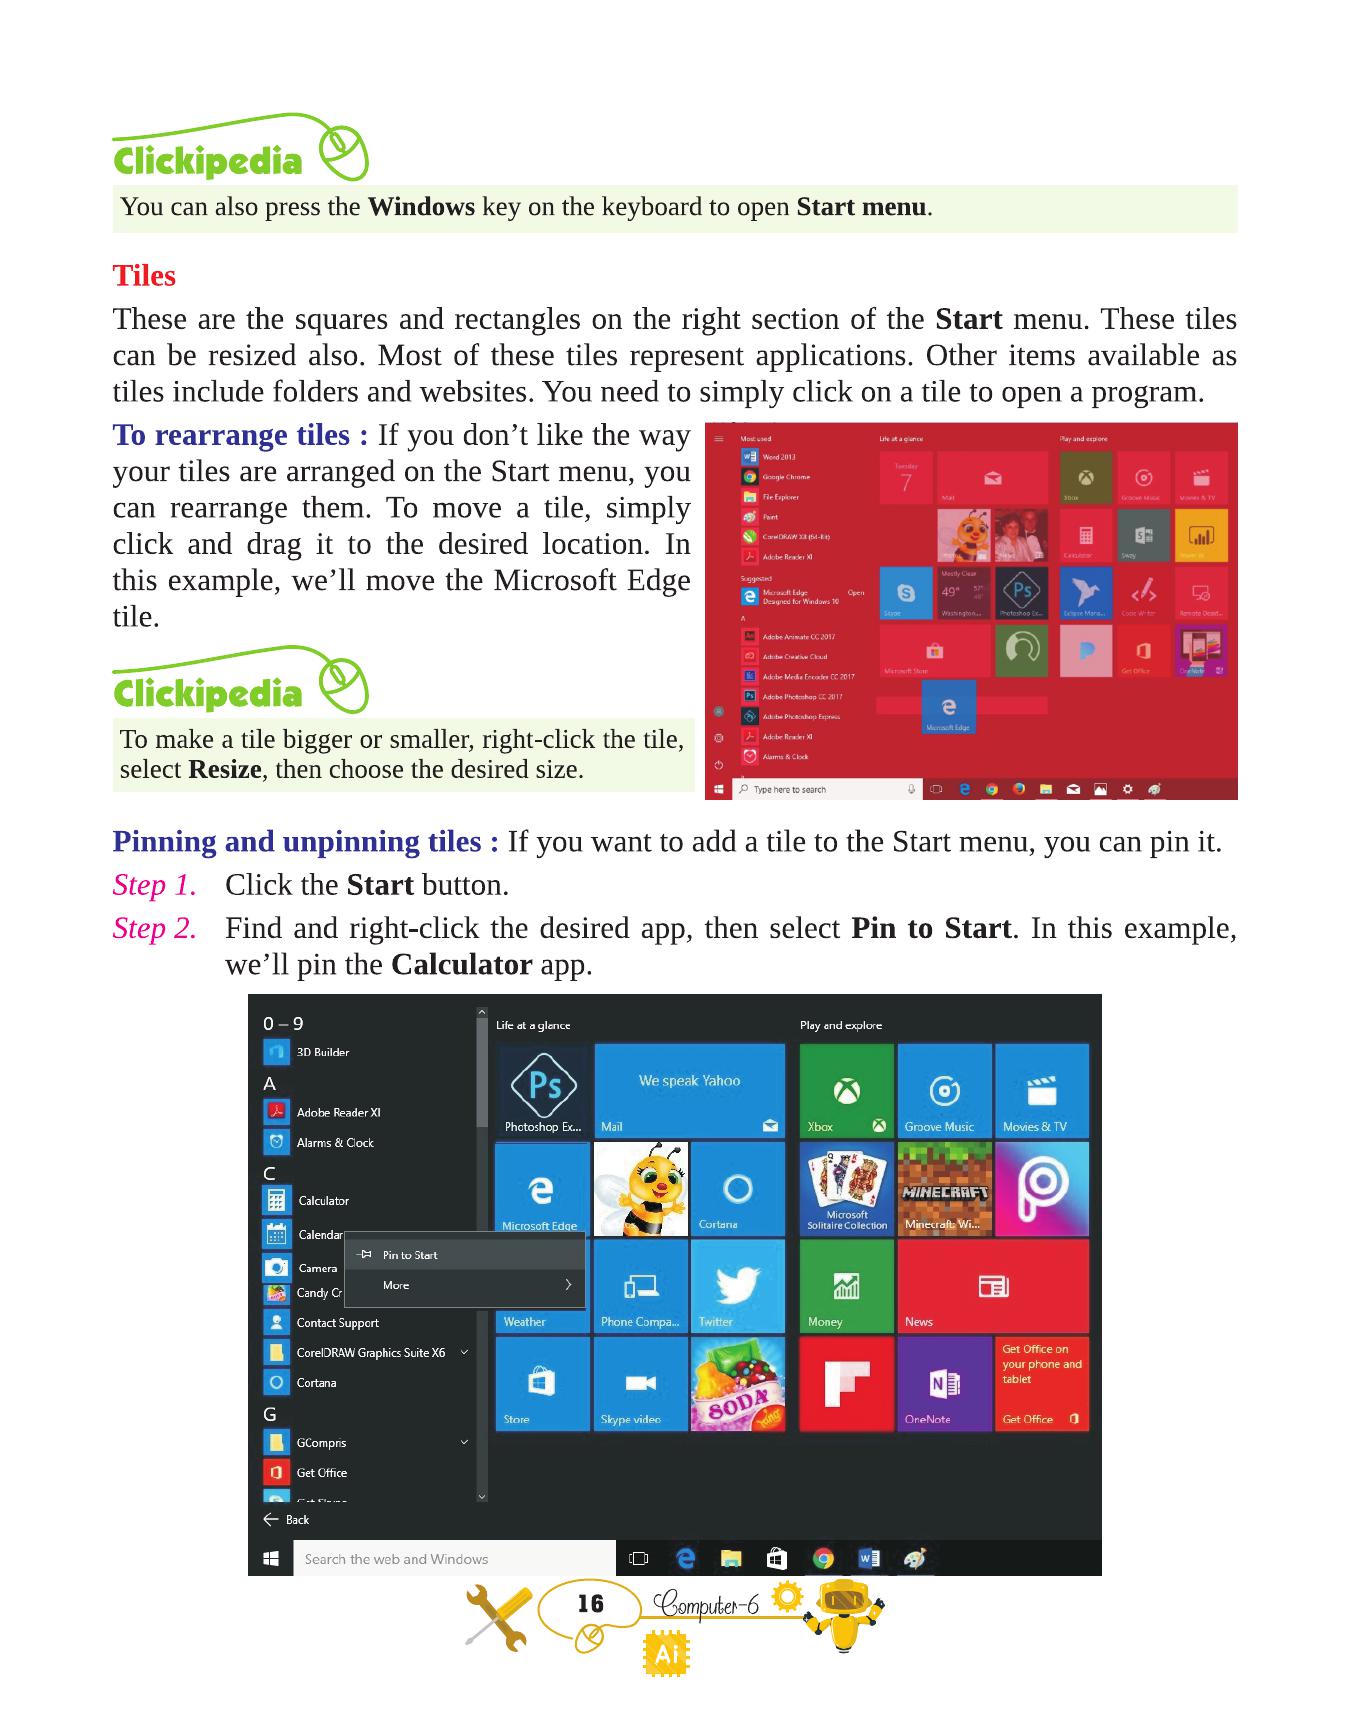 Clickipedia
You can also press the Windows key on the keyboard to open Start menu.
Tiles
These are the squares and rectangles on the right section of the Start menu. These tiles
can be resized also. Most of these tiles represent applications. Other items available as
tiles include folders and websites. You need to simply click on a tile to open a program.
To rearrange tiles : If you don’t like the way
your tiles are arranged on the Start menu, you
can rearrange them. To move a tile, simply
click and drag it to the desired location. In
this example, we’ll move the Microsoft Edge
tile.
Most used
Word 2013
Google Chrome
File Explorer
Paint
CorelDRAW X8 (64-Bit)
Adobe Reader XI
Suggested
Microsoft Edge Open
Designed for Windows 10
A
Adobe Animate CC 2017
Adobe Creative Cloud
Adobe Media Encoder CC 2017
Adobe Photoshop CC 2017
Adobe Photoshop Express
Adobe Reader XI
Alarms & Clock
Type here to search
Life at a glance
Tuesday
7
Mail
Skype
Mostly Clear
49°
Washington...
Ps
Photoshop Ex...
Microsoft Store
Microsoft Edge
Play and explore
Xbox
Groove Music
Movies & TV
Calculator
Sway
Eclipse Mana...
Code Writer
Remote Deskt...
Get Office
OneNote
Clickipedia
To make a tile bigger or smaller, right-click the tile,
select Resize, then choose the desired size.
Pinning and unpinning tiles : If you want to add a tile to the Start menu, you can pin it.
Step 1. Click the Start button.
Step 2. Find and right-click the desired app, then select Pin to Start. In this example,
we’ll pin the Calculator app.
0 – 9
3D Builder
A
Adobe Reader XI
Alarms & Clock
C
Calculator
Calendar
Camera
Candy Cr
Contact Support
CorelDRAW Graphics Suite X6
Cortana
G
GCompris
Get Office
Back
Search the web and Windows
Pin to Start
More
Life at a glance
Ps
Photoshop Ex...
We speak Yahoo
Mail
Microsoft Edge
Cortana
Weather
Phone Compa...
Twitter
Store
Skype video
SODA
Play and explore
Xbox
Groove Music
Movies & TV
Microsoft
Solitaire Collection
MINECRAFT
Minecraft: Wi...
Money
News
OneNote
Get Office on
your phone and
tablet
Get Office
16
Computer-6
Ai